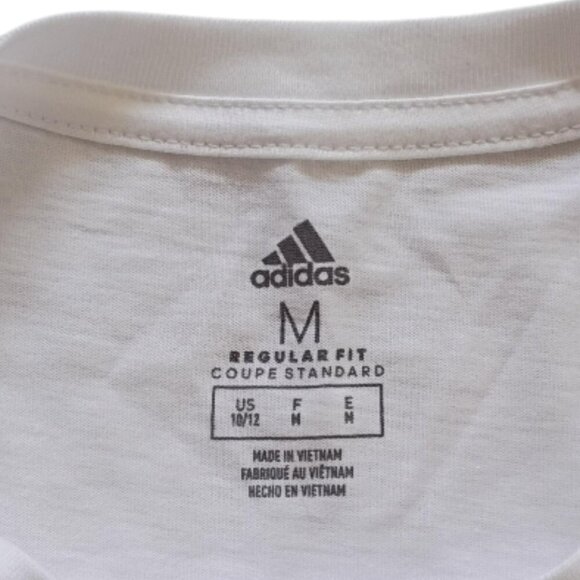 adidas
M
REGULAR FIT
COUPE STANDARD
US F E
10/12 M M
MADE IN VIETNAM
FABRIQUÉ AU VIÊTNAM
HECHO EN VIETNAM